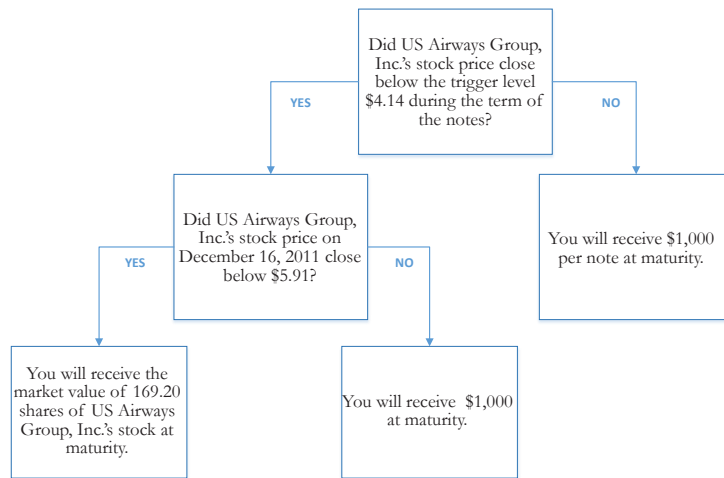 Did US Airways Group,
Inc.'s stock price close
below the trigger level
$4.14 during the term of
the notes?
YES
NO
Did US Airways Group,
Inc.'s stock price on
December 16, 2011 close
below $5.91?
You will receive $1,000
per note at maturity.
YES
NO
You will receive the
market value of 169.20
shares of US Airways
Group, Inc.'s stock at
maturity.
You will receive $1,000
at maturity.